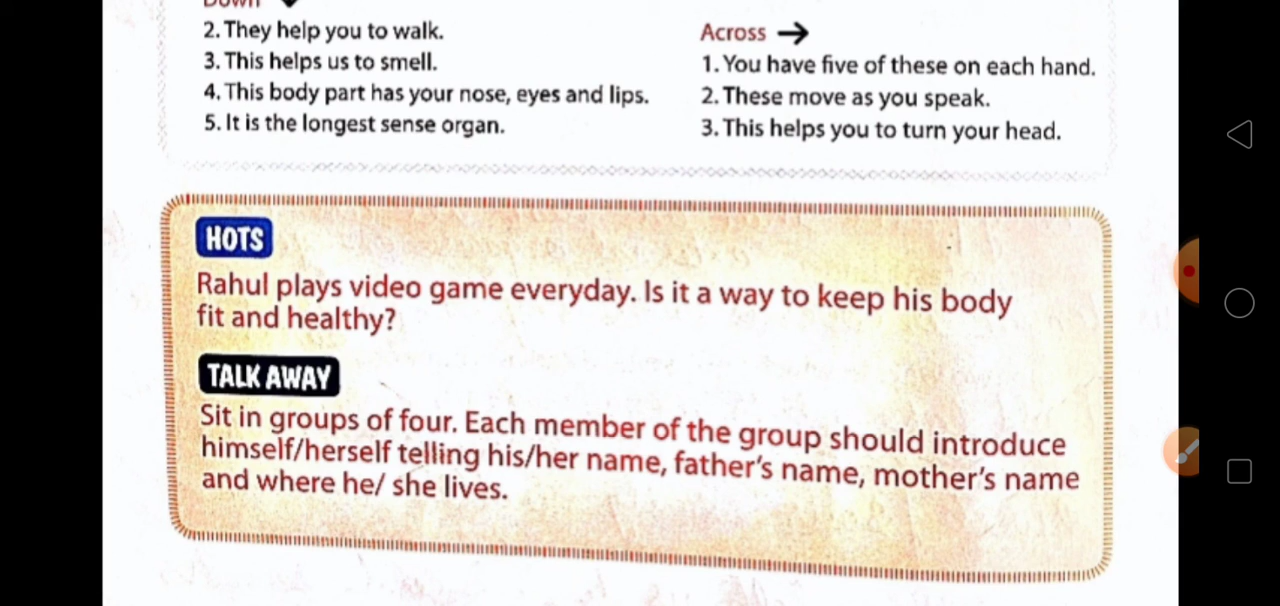 Down
2. They help you to walk.
3. This helps us to smell.
4. This body part has your nose, eyes and lips.
5. It is the longest sense organ.
Across →
1. You have five of these on each hand.
2. These move as you speak.
3. This helps you to turn your head.
HOTS
Rahul plays video game everyday. Is it a way to keep his body
fit and healthy?
TALK AWAY
Sit in groups of four. Each member of the group should introduce
himself/herself telling his/her name, father's name, mother's name
and where he/ she lives.